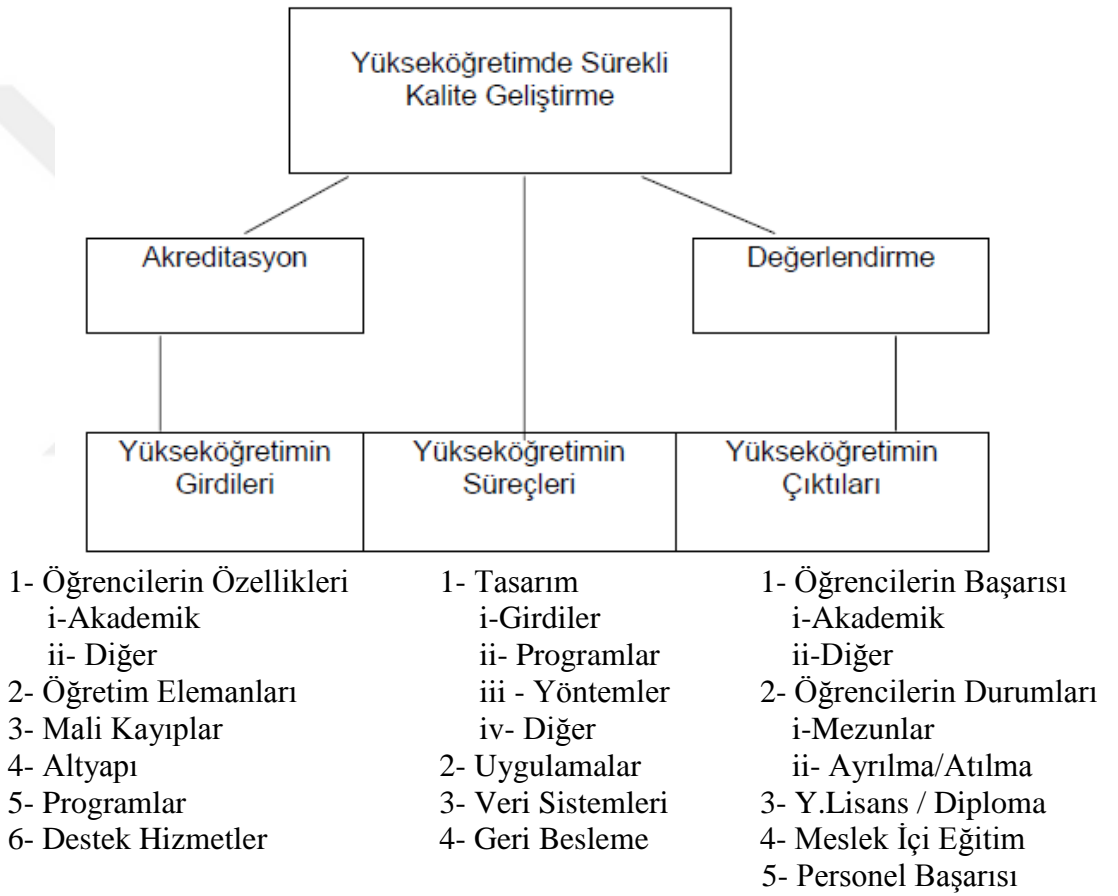 Yükseköğretimde Sürekli
Kalite Geliştirme
Akreditasyon
Değerlendirme
Yükseköğretimin
Girdileri
Yükseköğretimin
Süreçleri
Yükseköğretimin
Çıktıları
1- Öğrencilerin Özellikleri
i-Akademik
ii- Diğer
2- Öğretim Elemanları
3- Mali Kayıplar
4- Altyapı
5- Programlar
6- Destek Hizmetler
1- Tasarım
i-Girdiler
ii- Programlar
iii - Yöntemler
iv- Diğer
2- Uygulamalar
3- Veri Sistemleri
4- Geri Besleme
1- Öğrencilerin Başarısı
i-Akademik
ii-Diğer
2- Öğrencilerin Durumları
i-Mezunlar
ii- Ayrılma/Atılma
3- Y.Lisans / Diploma
4- Meslek İçi Eğitim
5- Personel Başarısı